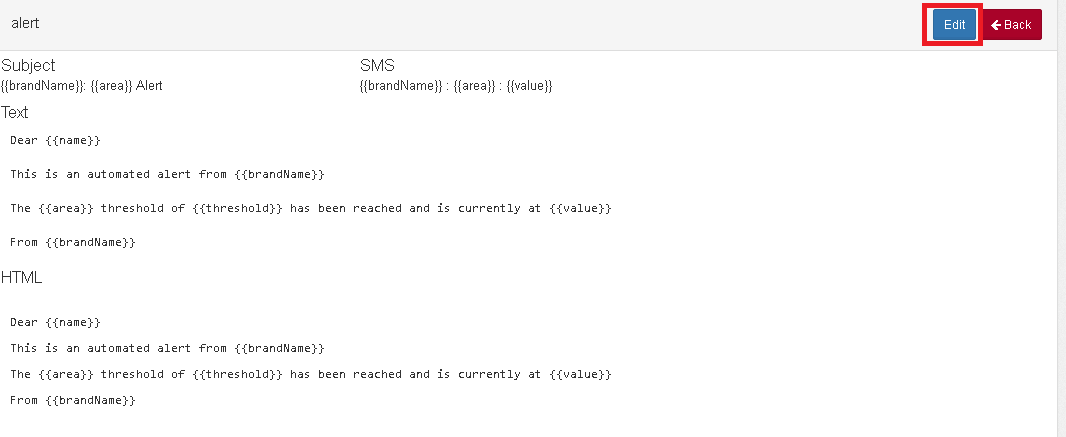 alert
Edit
Back
Subject
{{brandName}}: {{area}} Alert
SMS
{{brandName}} : {{area}} : {{value}}
Text
Dear {{name}}
This is an automated alert from {{brandName}}
The {{area}} threshold of {{threshold}} has been reached and is currently at {{value}}
From {{brandName}}
HTML
Dear {{name}}
This is an automated alert from {{brandName}}
The {{area}} threshold of {{threshold}} has been reached and is currently at {{value}}
From {{brandName}}